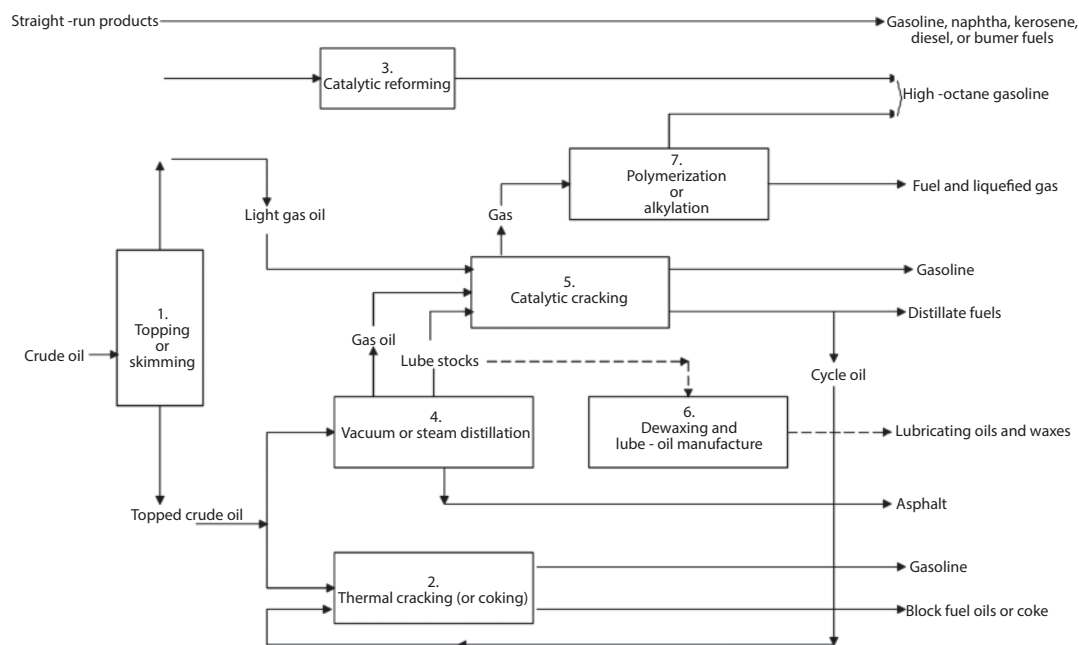 Straight -run products
Gasoline, naphtha, kerosene,
diesel, or bumer fuels
3.
Catalytic reforming
High -octane gasoline
7.
Polymerization
or
alkylation
Fuel and liquefied gas
Gas
Light gas oil
5.
Catalytic cracking
Gasoline
Distillate fuels
1.
Topping
or
skimming
Crude oil
Gas oil
Lube stocks
Cycle oil
4.
Vacuum or steam distillation
6.
Dewaxing and
lube - oil manufacture
Lubricating oils and waxes
Asphalt
Topped crude oil
2.
Thermal cracking (or coking)
Gasoline
Block fuel oils or coke